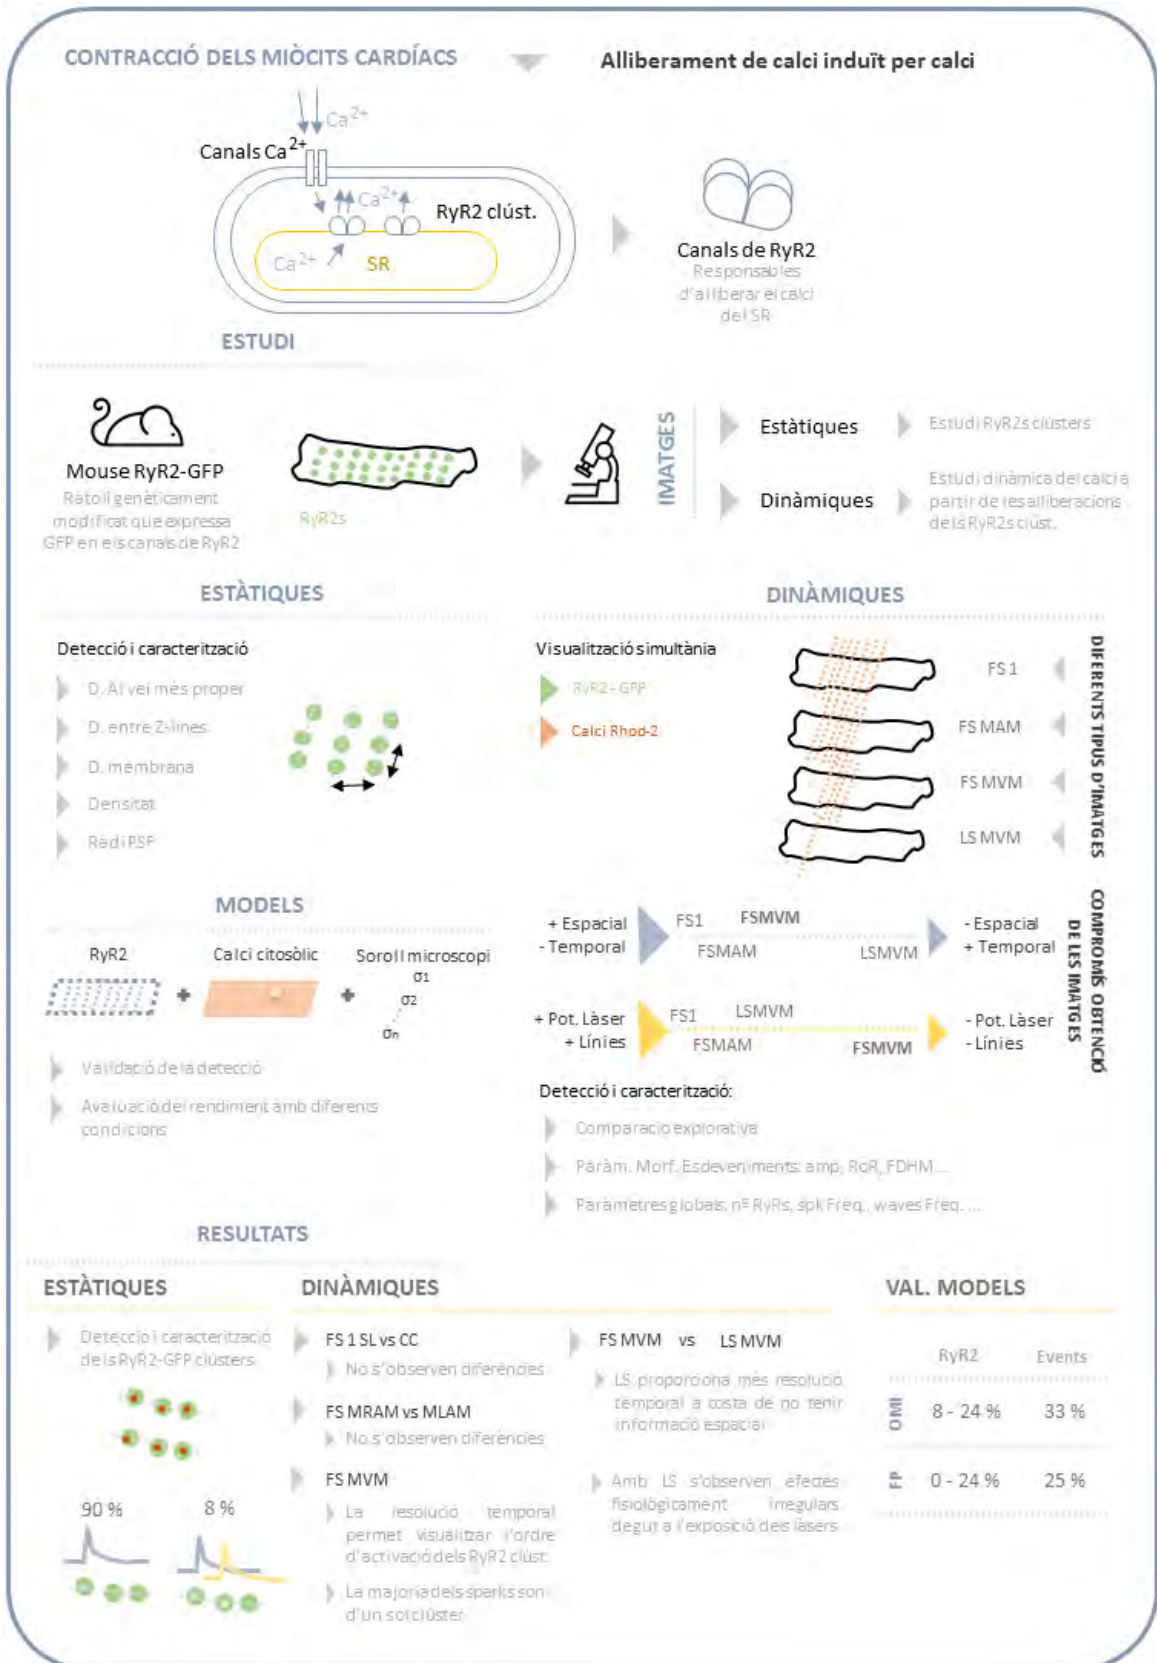 CONTRACCIÓ DELS MIÒCITS CARDÍACS
Alliberament de calci induït per calci
Ca2+
Canals Ca2+
Ca2+
RyR2 clúst.
Ca2+
SR
Canals de RyR2
Responsables
d'alliberar el calci
del SR
ESTUDI
Mouse RyR2-GFP
Ratolí genèticament
modificat que expressa
GFP en els canals de RyR2
RyR2s
IMATGES
Estàtiques
Estudi RyR2s clústers
Dinàmiques
Estudi dinàmica del calci a
partir de les alliberacions
dels RyR2s clúst.
ESTÀTIQUES
Detecció i caracterització
D. Al veí més proper
D. entre Z-lines
D. membrana
Densitat
Radi PSF
DINÀMIQUES
Visualització simultània
RyR2 - GFP
Calci Rhod-2
FS 1
FS MAM
FS MVM
LS MVM
DIFERENTS TIPUS D'IMATGES
MODELS
RyR2
+
Calci citosòlic
+
Soroll microscopi
σ1
σ2
σn
Validació de la detecció
Avaluació del rendiment amb diferents
condicions
+ Espacial
- Temporal
FS1
FSMVM
FSMAM
LSMVM
- Espacial
+ Temporal
+ Pot. Làser
+ Línies
FS1
LSMVM
FSMAM
FSMVM
- Pot. Làser
- Línies
COMPROMÍS OBTENCIÓ
DE LES IMATGES
Detecció i caracterització:
Comparació explorativa
Paràm. Morf. Esdeveniments: amp, RoR, FDHM...
Paràmetres globals: nº RyRs, spk Freq., waves Freq. ...
RESULTATS
ESTÀTIQUES
Detecció i caracterització
dels RyR2-GFP clústers
90 %
8 %
DINÀMIQUES
FS 1 SL vs CC
No s'observen diferències
FS MRAM vs MLAM
No s'observen diferències
FS MVM
La resolució temporal
permet visualitzar l'ordre
d'activació dels RyR2 clúst.
La majoria dels sparks son
d'un sol clúster
FS MVM vs LS MVM
LS proporciona més resolució
temporal a costa de no tenir
informació espacial
Amb LS s'observen efectes
fisiològicament irregulars
degut a l'exposició dels làsers
VAL. MODELS
RyR2 Events
OMI 8 - 24 % 33 %
FP 0 - 24 % 25 %